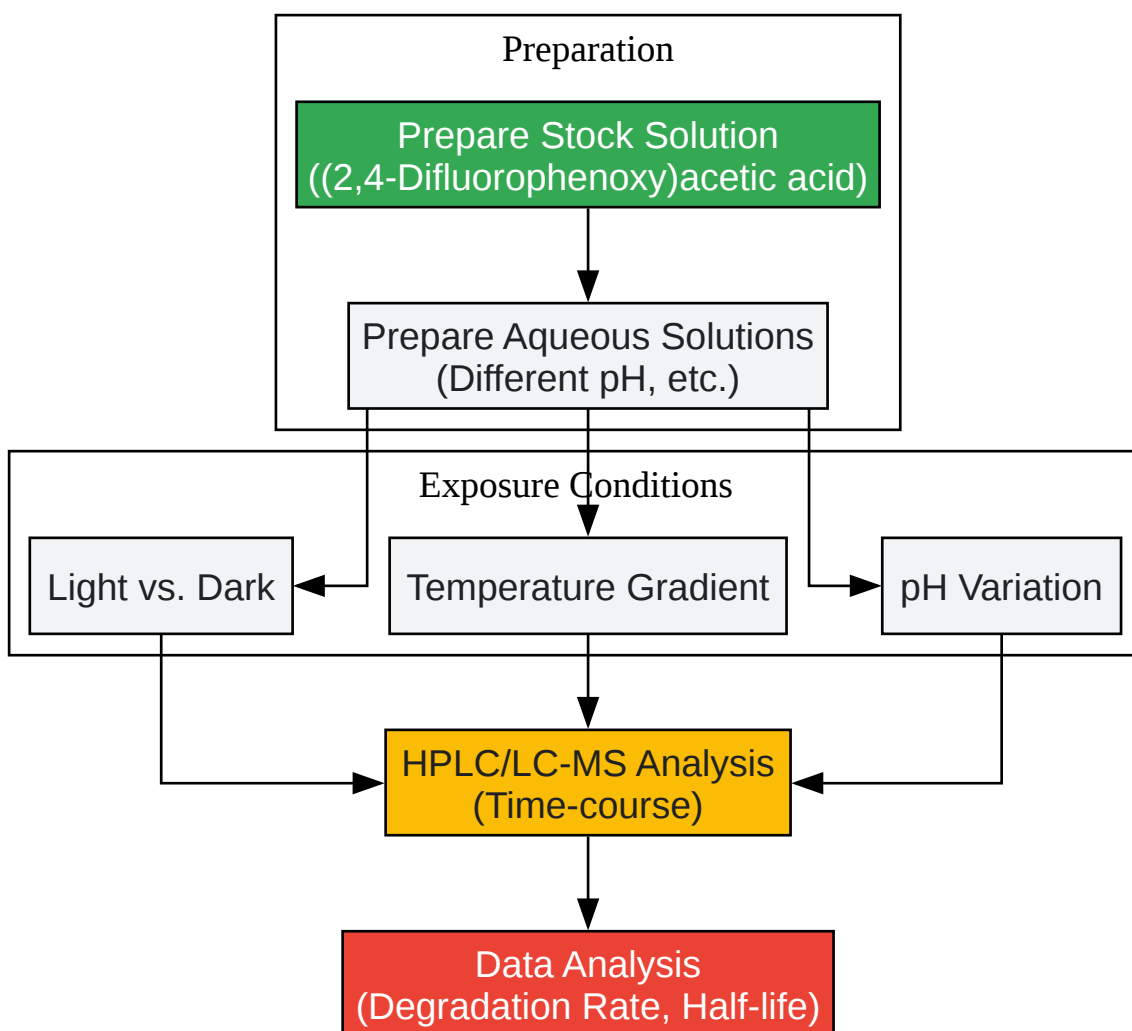 Preparation
Prepare Stock Solution
((2,4-Difluorophenoxy)acetic acid)
Prepare Aqueous Solutions
(Different pH, etc.)
Exposure Conditions
Light vs. Dark
Temperature Gradient
pH Variation
HPLC/LC-MS Analysis
(Time-course)
Data Analysis
(Degradation Rate, Half-life)